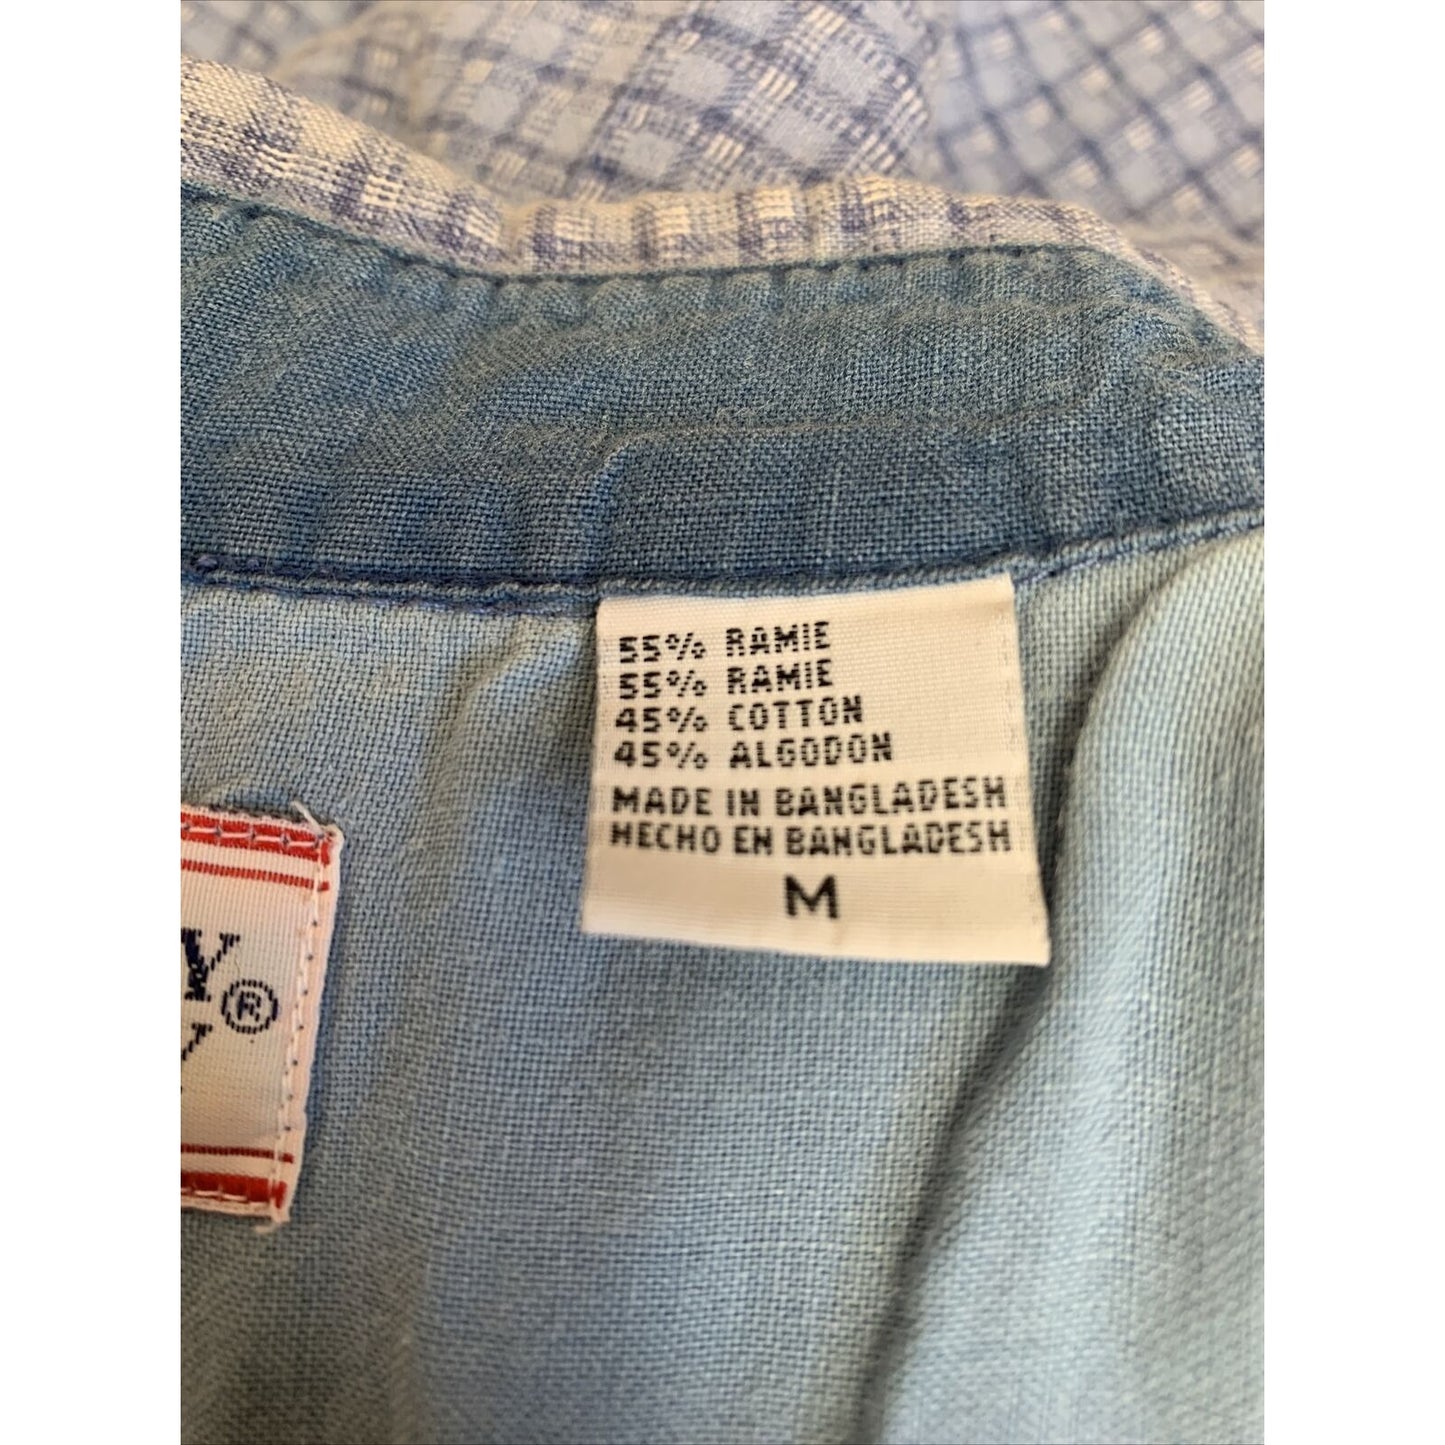 55% RAMIE
55% RAMIE
45% COTTON
45% ALGODON
MADE IN BANGLADESH
HECHO EN BANGLADESH
M
Y®